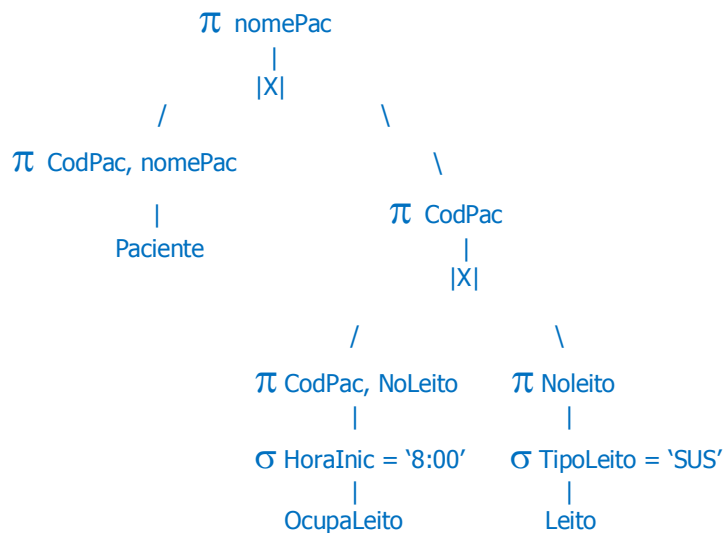 π nomePac
|
|X|
/ \
π CodPac, nomePac \
| π CodPac
Paciente |
|X|
/ \
π CodPac, NoLeito π Noleito
| |
σ HoraInic = ‘8:00’ σ TipoLeito = ‘SUS’
| |
OcupaLeito Leito